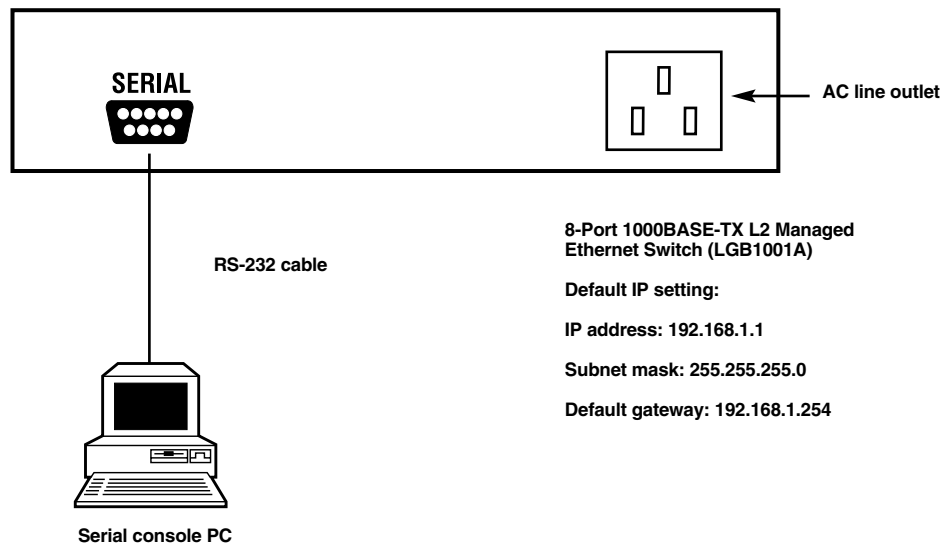 SERIAL
AC line outlet
RS-232 cable
8-Port 1000BASE-TX L2 Managed
Ethernet Switch (LGB1001A)
Default IP setting:
IP address: 192.168.1.1
Subnet mask: 255.255.255.0
Default gateway: 192.168.1.254
Serial console PC